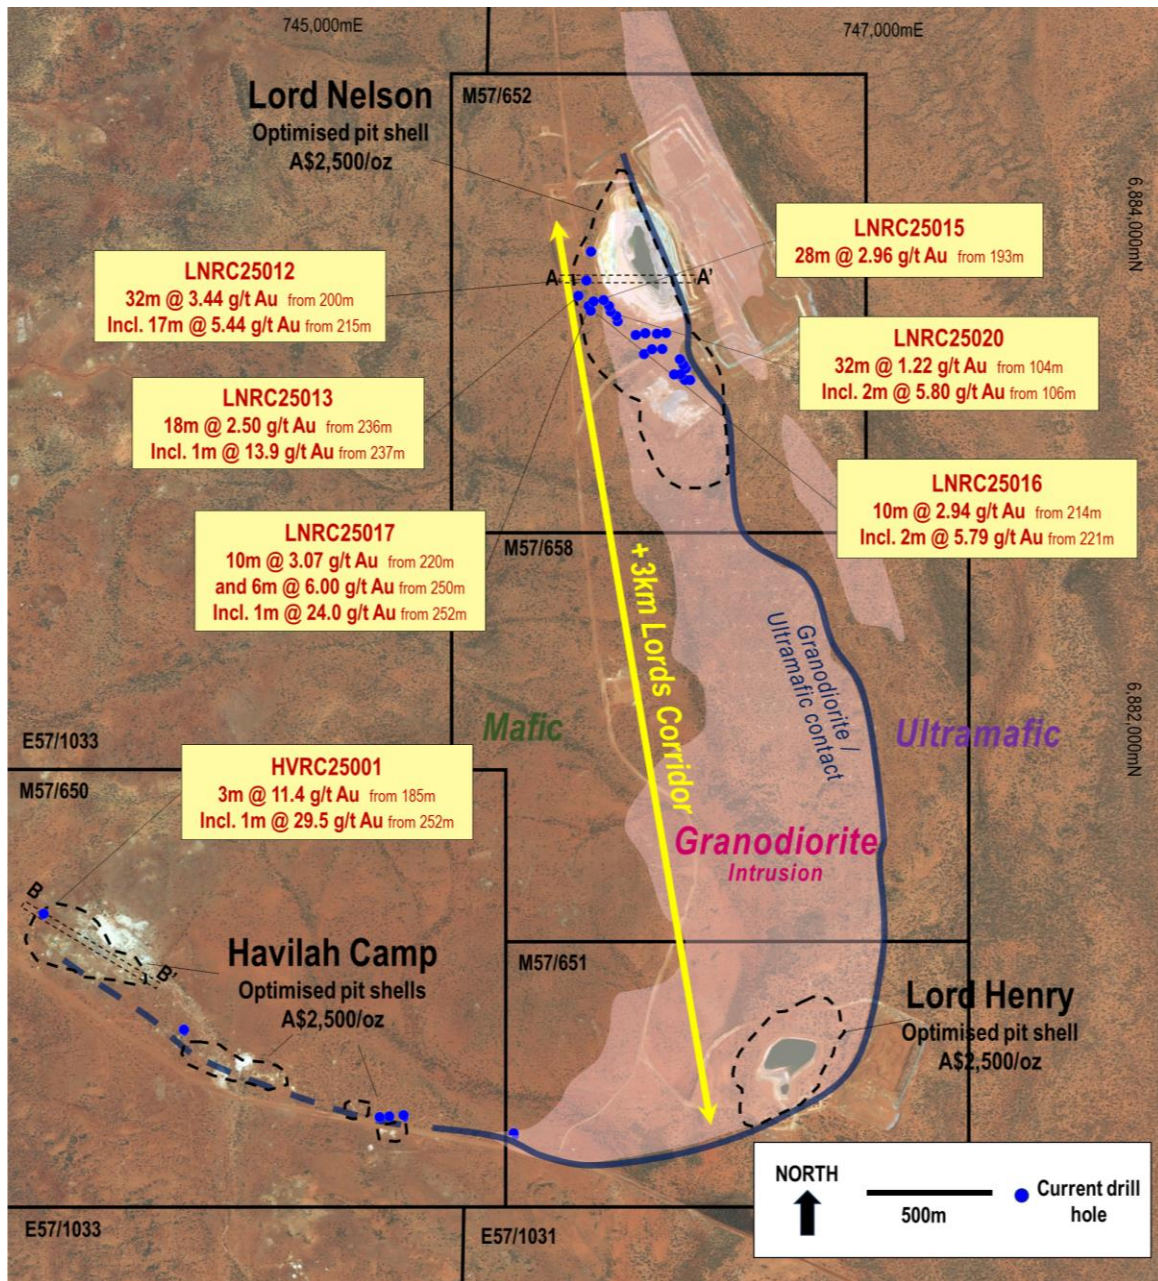 745,000mE
747,000mE
Lord Nelson
Optimised pit shell
A$2,500/oz
M57/652
6,884,000mN
LNRC25015
28m @ 2.96 g/t Au from 193m
LNRC25012
32m @ 3.44 g/t Au from 200m
Incl. 17m @ 5.44 g/t Au from 215m
A
A'
LNRC25020
32m @ 1.22 g/t Au from 104m
Incl. 2m @ 5.80 g/t Au from 106m
LNRC25013
18m @ 2.50 g/t Au from 236m
Incl. 1m @ 13.9 g/t Au from 237m
LNRC25016
10m @ 2.94 g/t Au from 214m
Incl. 2m @ 5.79 g/t Au from 221m
LNRC25017
10m @ 3.07 g/t Au from 220m
and 6m @ 6.00 g/t Au from 250m
Incl. 1m @ 24.0 g/t Au from 252m
M57/658
+3km Lords Corridor
Granodiorite /
Ultramafic contact
Mafic
Ultramafic
6,882,000mN
E57/1033
M57/650
HVRC25001
3m @ 11.4 g/t Au from 185m
Incl. 1m @ 29.5 g/t Au from 252m
Granodiorite
Intrusion
B
B'
Havilah Camp
Optimised pit shells
A$2,500/oz
M57/651
Lord Henry
Optimised pit shell
A$2,500/oz
E57/1033
E57/1031
NORTH
500m
Current drill
hole